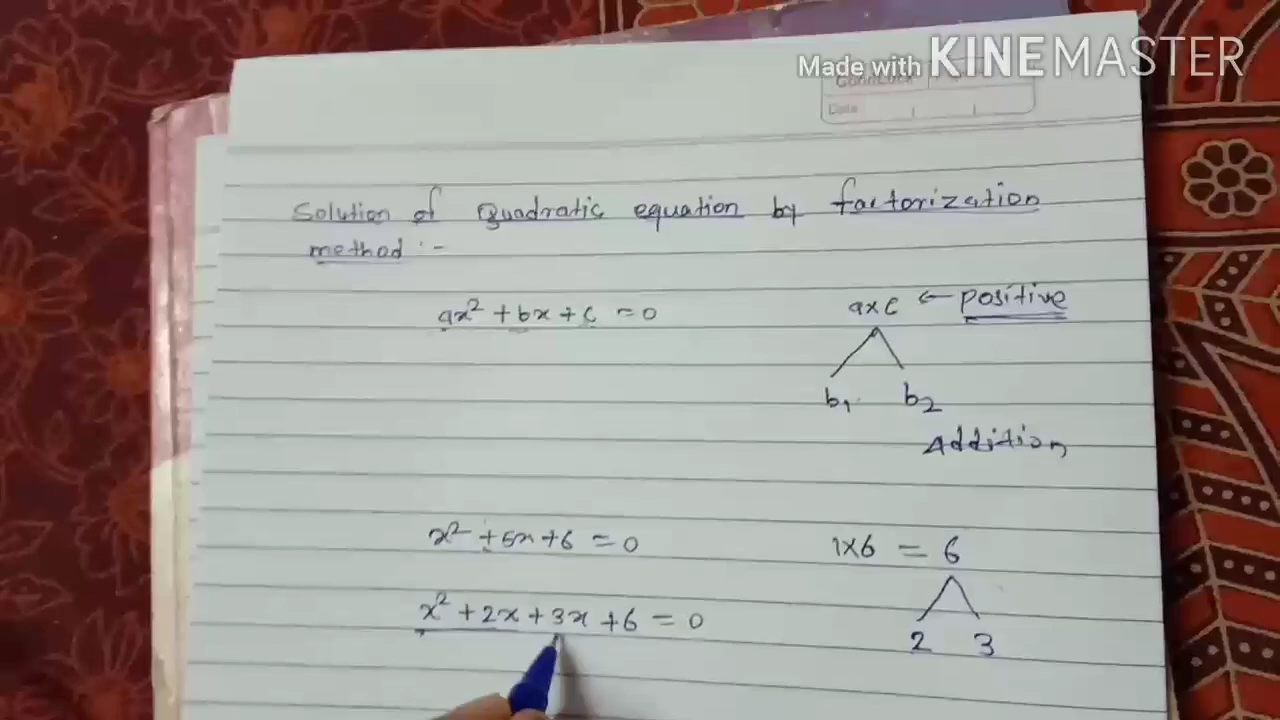 Made with KINEMASTER
Date
Solution of Quadratic equation by factorization
method :-
ax² + bx + c = 0
a×c ← positive
b₁ b₂
Addition
x² + 5x + 6 = 0
1×6 = 6
x² + 2x + 3x + 6 = 0
2 3